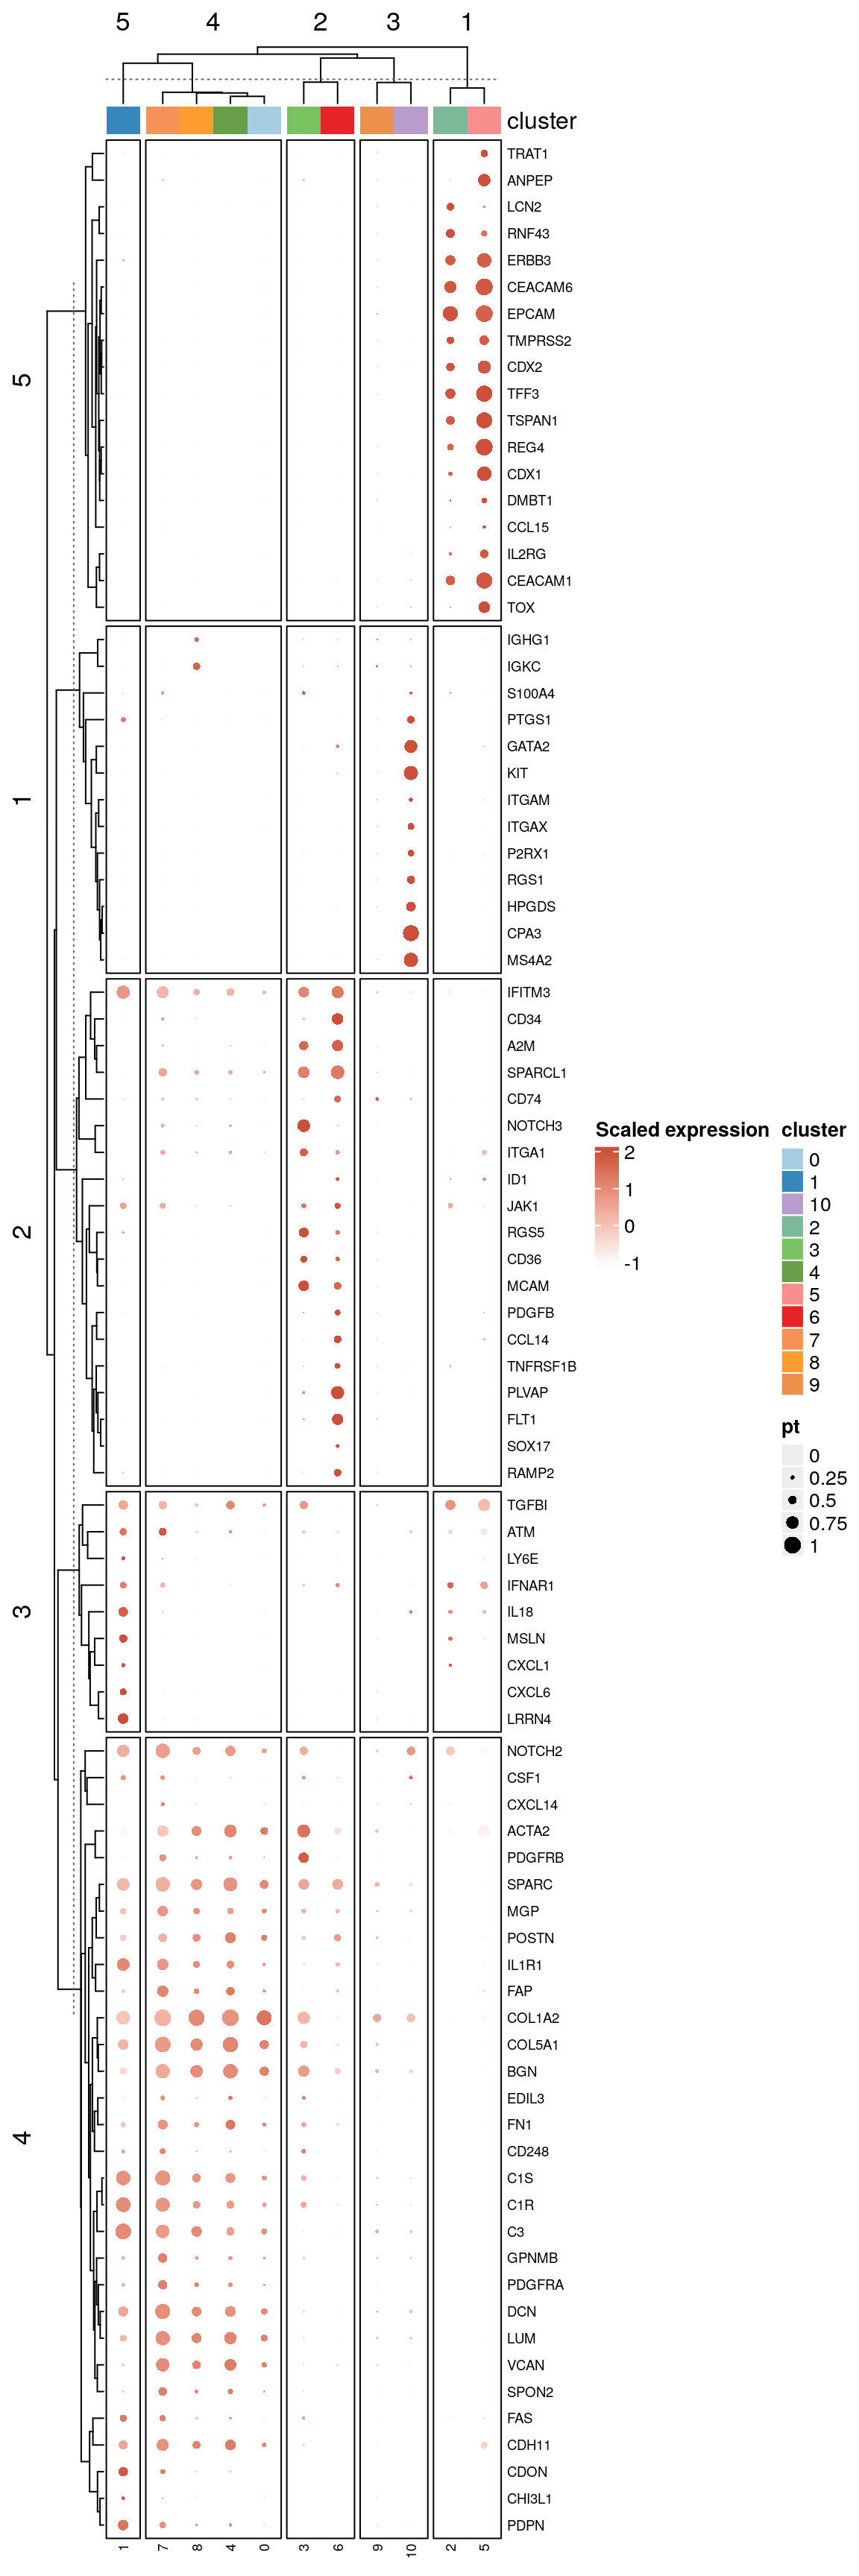 5 4 2 3 1
cluster
5
TRAT1
ANPEP
LCN2
RNF43
ERBB3
CEACAM6
EPCAM
TMPRSS2
CDX2
TFF3
TSPAN1
REG4
CDX1
DMBT1
CCL15
IL2RG
CEACAM1
TOX
1
IGHG1
IGKC
S100A4
PTGS1
GATA2
KIT
ITGAM
ITGAX
P2RX1
RGS1
HPGDS
CPA3
MS4A2
2
IFITM3
CD34
A2M
SPARCL1
CD74
NOTCH3
ITGA1
ID1
JAK1
RGS5
CD36
MCAM
PDGFB
CCL14
TNFRSF1B
PLVAP
FLT1
SOX17
RAMP2
3
TGFBI
ATM
LY6E
IFNAR1
IL18
MSLN
CXCL1
CXCL6
LRRN4
4
NOTCH2
CSF1
CXCL14
ACTA2
PDGFRB
SPARC
MGP
POSTN
IL1R1
FAP
COL1A2
COL5A1
BGN
EDIL3
FN1
CD248
C1S
C1R
C3
GPNMB
PDGFRA
DCN
LUM
VCAN
SPON2
FAS
CDH11
CDON
CHI3L1
PDPN
1 7 8 4 0 3 6 9 10 2 5
Scaled expression
2
1
0
-1
cluster
0
1
10
2
3
4
5
6
7
8
9
pt
0
0.25
0.5
0.75
1